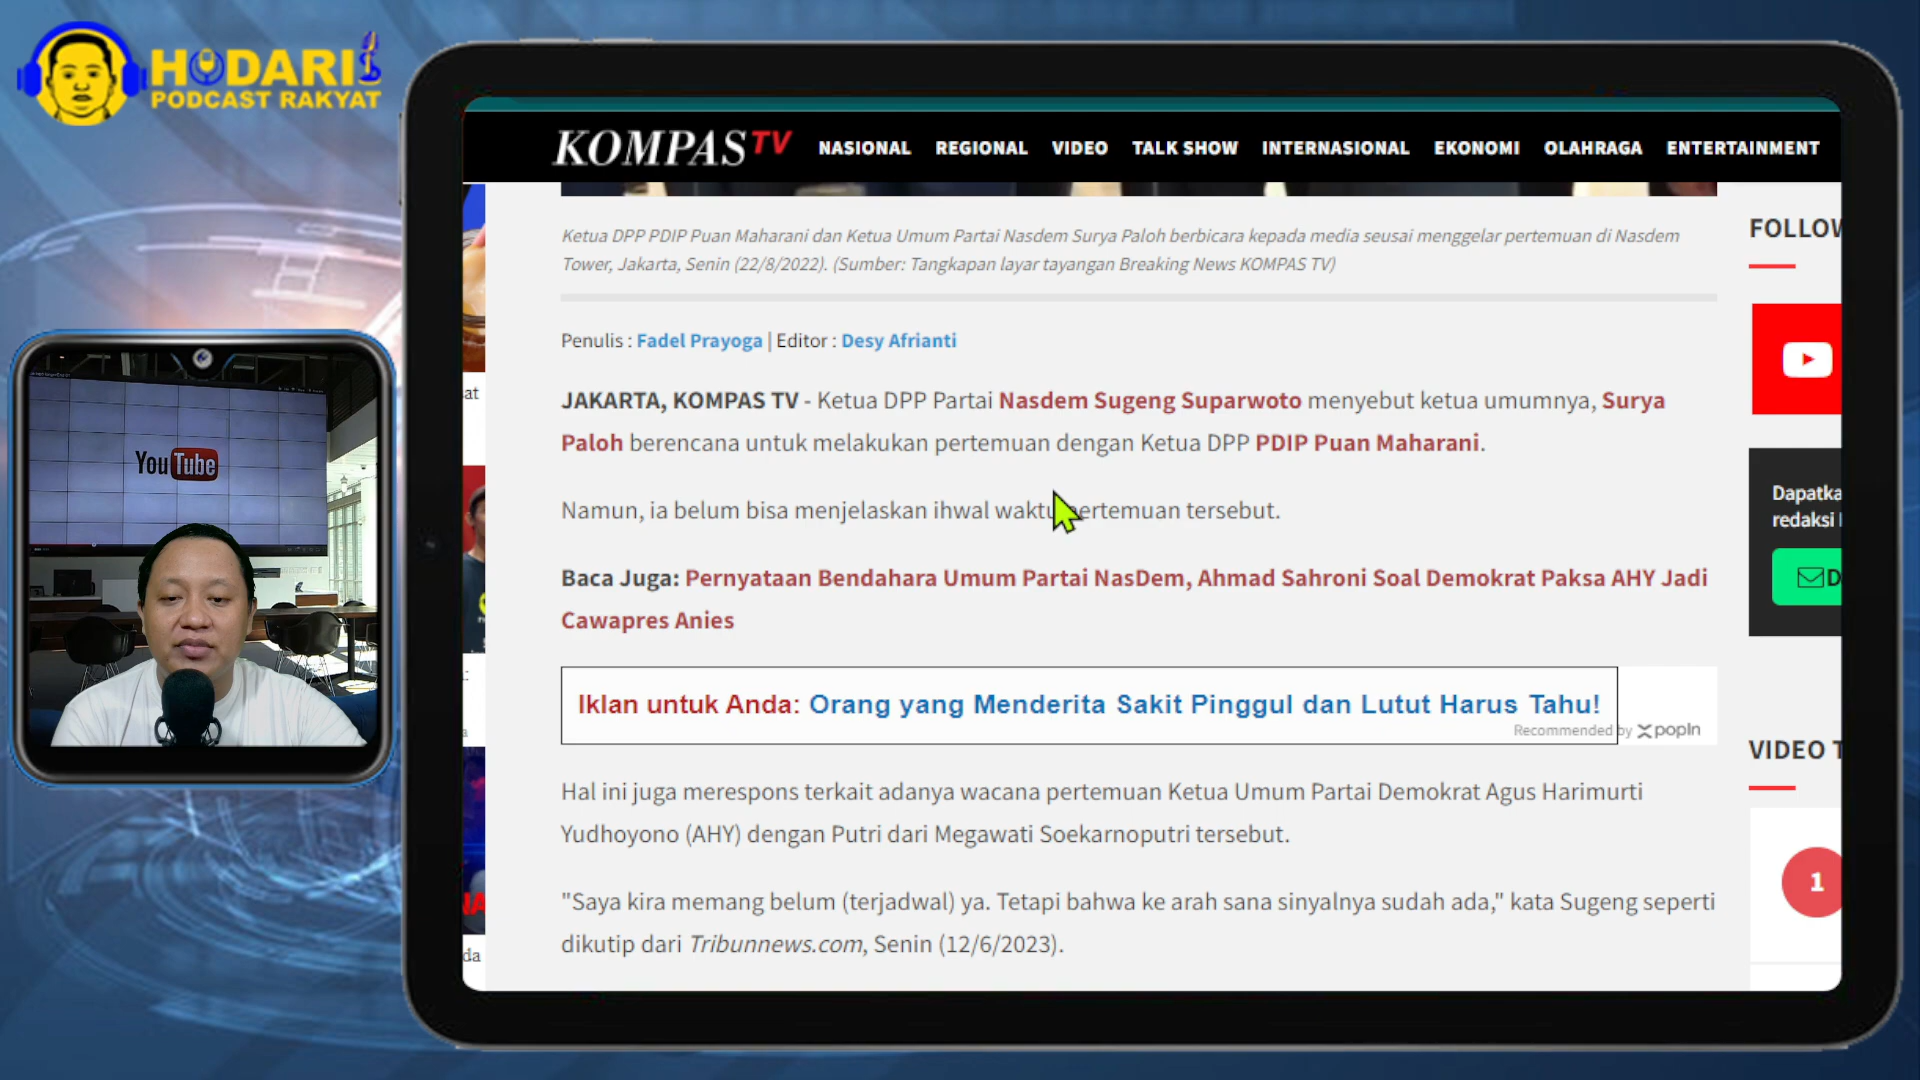 HODARI
PODCAST RAKYAT
KOMPAS TV NASIONAL REGIONAL VIDEO TALK SHOW INTERNASIONAL EKONOMI OLAHRAGA ENTERTAINMENT
Ketua DPP PDIP Puan Maharani dan Ketua Umum Partai Nasdem Surya Paloh berbicara kepada media seusai menggelar pertemuan di Nasdem
Tower, Jakarta, Senin (22/8/2022). (Sumber: Tangkapan layar tayangan Breaking News KOMPAS TV)
Penulis : Fadel Prayoga | Editor : Desy Afrianti
JAKARTA, KOMPAS TV - Ketua DPP Partai Nasdem Sugeng Suparwoto menyebut ketua umumnya, Surya
Paloh berencana untuk melakukan pertemuan dengan Ketua DPP PDIP Puan Maharani.
Namun, ia belum bisa menjelaskan ihwal waktu pertemuan tersebut.
Baca Juga: Pernyataan Bendahara Umum Partai NasDem, Ahmad Sahroni Soal Demokrat Paksa AHY Jadi
Cawapres Anies
Iklan untuk Anda: Orang yang Menderita Sakit Pinggul dan Lutut Harus Tahu!
Recommended by popIn
Hal ini juga merespons terkait adanya wacana pertemuan Ketua Umum Partai Demokrat Agus Harimurti
Yudhoyono (AHY) dengan Putri dari Megawati Soekarnoputri tersebut.
"Saya kira memang belum (terjadwal) ya. Tetapi bahwa ke arah sana sinyalnya sudah ada," kata Sugeng seperti
dikutip dari Tribunnews.com, Senin (12/6/2023).
FOLLOW
Dapatka
redaksi
D
VIDEO T
1
at
da
YouTube